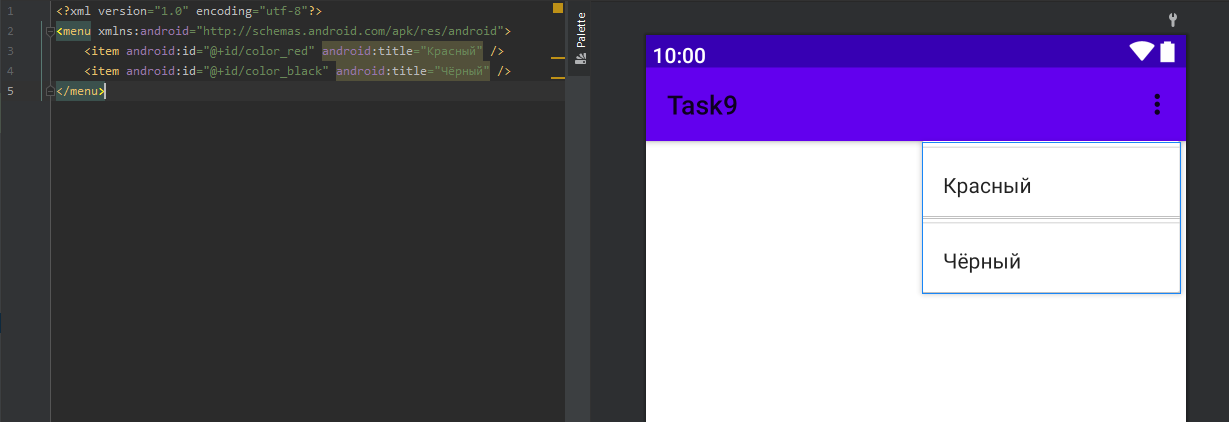 1 <?xml version="1.0" encoding="utf-8"?>
2 <menu xmlns:android="http://schemas.android.com/apk/res/android">
3 <item android:id="@+id/color_red" android:title="Красный" />
4 <item android:id="@+id/color_black" android:title="Чёрный" />
5 </menu>
Palette
10:00
Task9
Красный
Чёрный